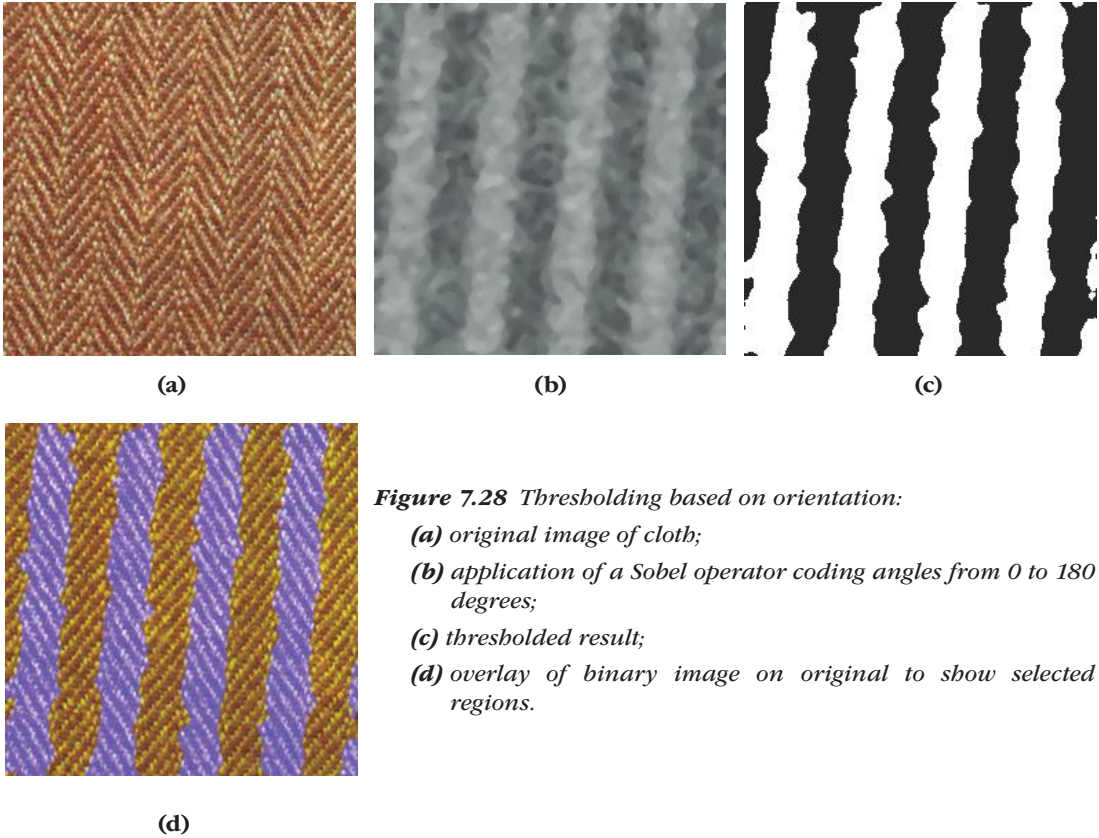 (a)
(b)
(c)
Figure 7.28 Thresholding based on orientation:
(a) original image of cloth;
(b) application of a Sobel operator coding angles from 0 to 180
degrees;
(c) thresholded result;
(d) overlay of binary image on original to show selected
regions.
(d)